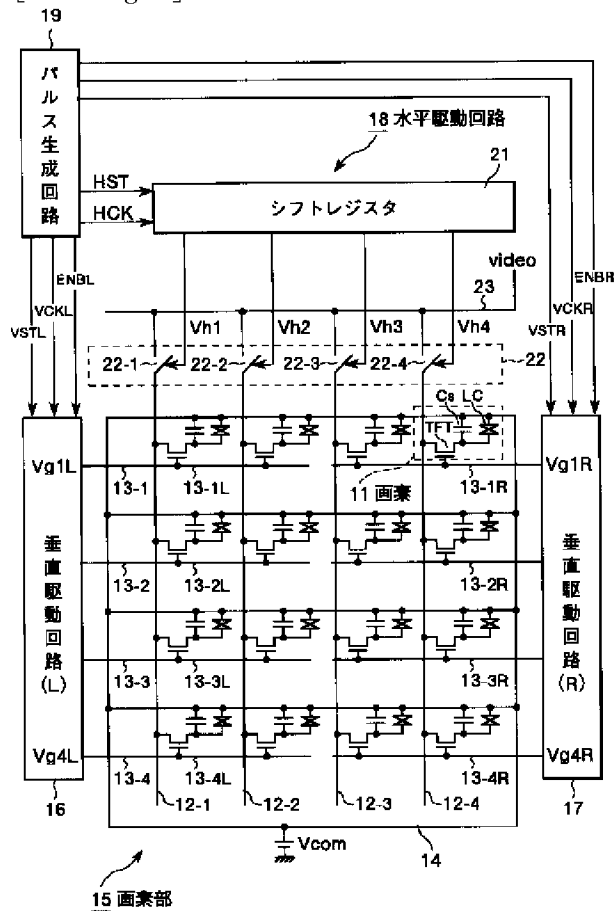 19
パルス生成回路
18 水平駆動回路
21
HST
シフトレジスタ
HCK
video
23
VSTL
VCKL
ENBL
Vh1
Vh2
Vh3
Vh4
VSTR
VCKR
ENBR
22-1
22-2
22-3
22-4
22
Cs LC
TFT
Vg1L
13-1
13-1L
11 画素
13-1R
Vg1R
垂直駆動回路(L)
13-2
13-2L
13-2R
垂直駆動回路(R)
13-3
13-3L
13-3R
Vg4L
13-4
13-4L
13-4R
Vg4R
16
12-1
12-2
12-3
12-4
17
Vcom
14
15 画素部